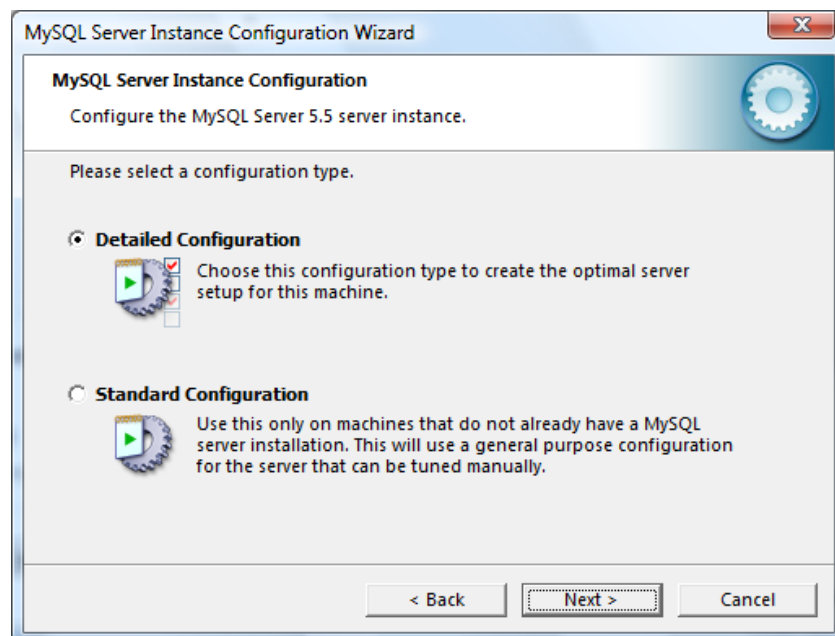 MySQL Server Instance Configuration Wizard
MySQL Server Instance Configuration
Configure the MySQL Server 5.5 server instance.
Please select a configuration type.
Detailed Configuration
Choose this configuration type to create the optimal server
setup for this machine.
Standard Configuration
Use this only on machines that do not already have a MySQL
server installation. This will use a general purpose configuration
for the server that can be tuned manually.
< Back
Next >
Cancel